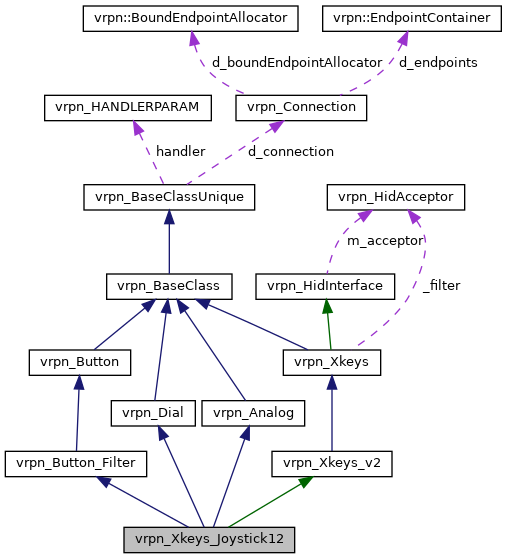 vrpn::BoundEndpointAllocator
vrpn::EndpointContainer
d_boundEndpointAllocator
d_endpoints
vrpn_HANDLERPARAM
vrpn_Connection
handler
d_connection
vrpn_BaseClassUnique
vrpn_HidAcceptor
m_acceptor
vrpn_BaseClass
vrpn_HidInterface
_filter
vrpn_Button
vrpn_Xkeys
vrpn_Dial
vrpn_Analog
vrpn_Button_Filter
vrpn_Xkeys_v2
vrpn_Xkeys_Joystick12